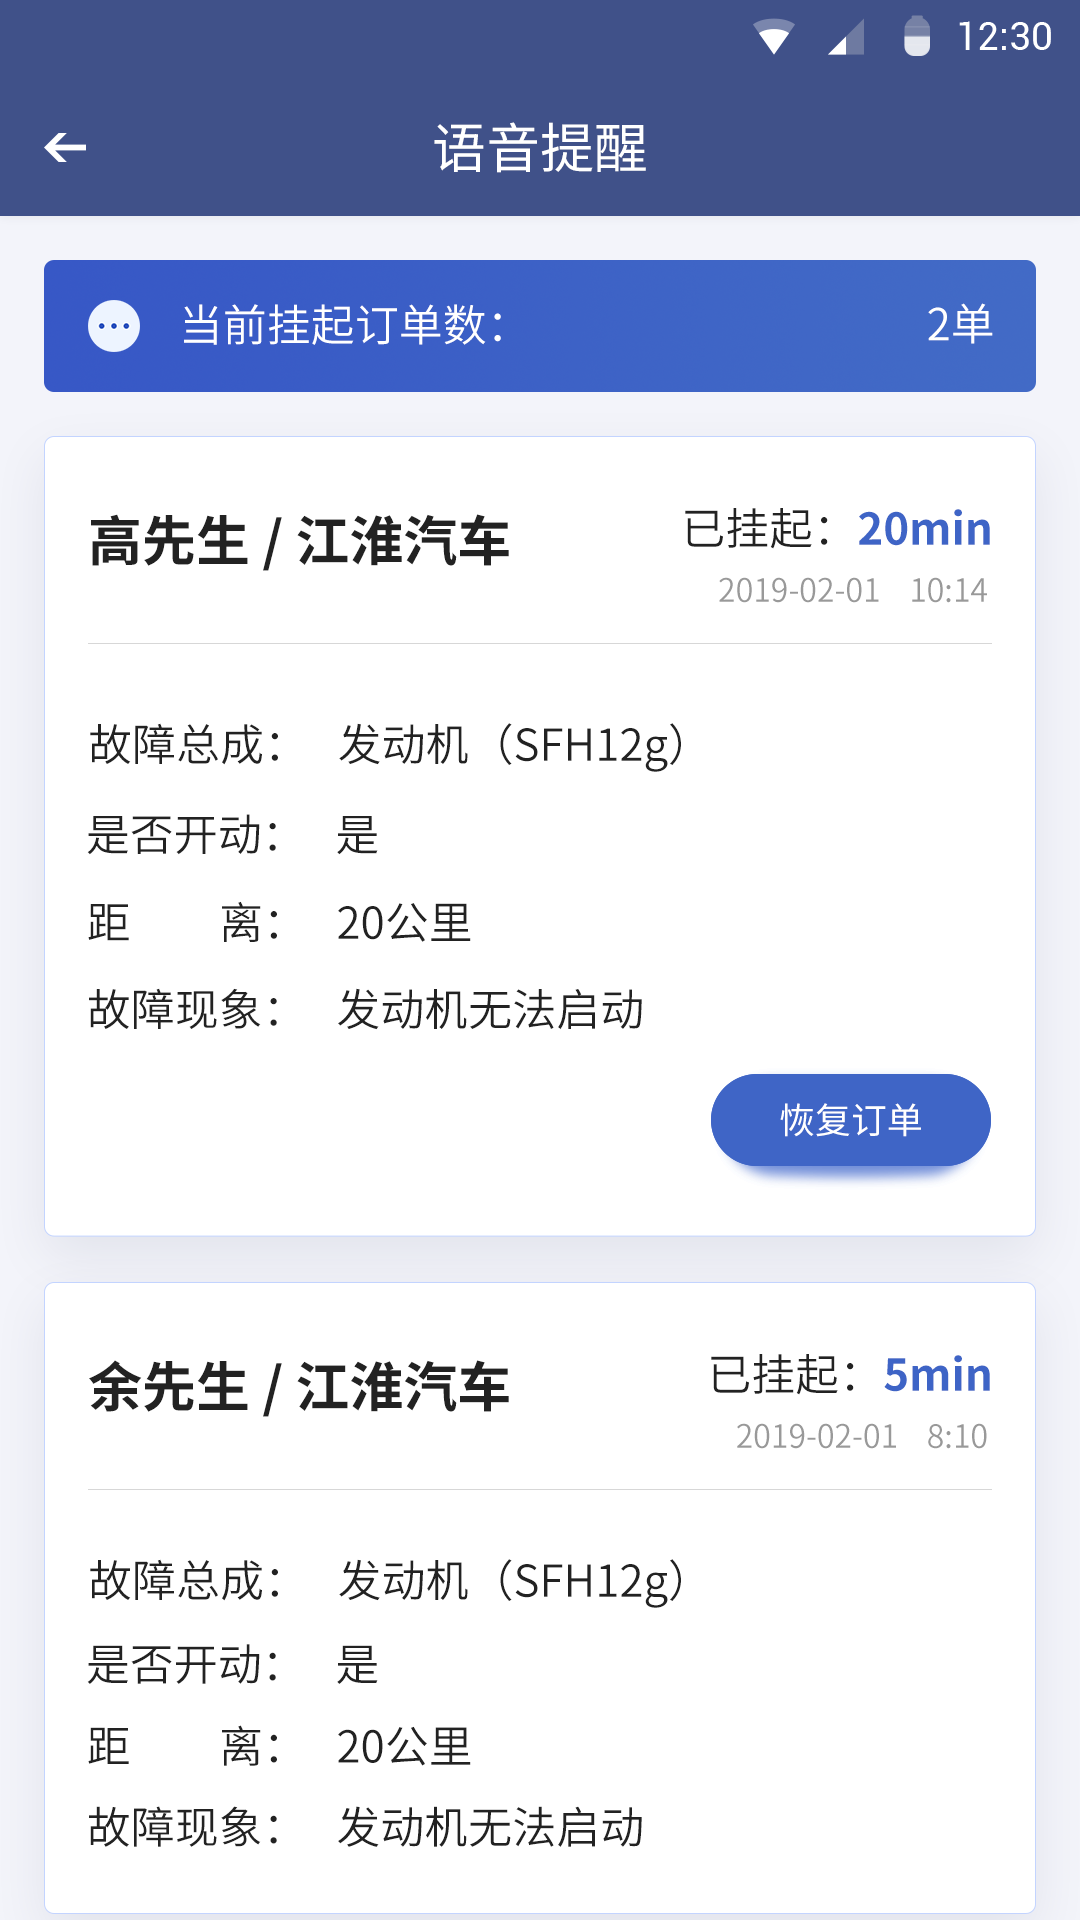 12:30
语音提醒
当前挂起订单数： 2单
高先生 / 江淮汽车 已挂起：20min
2019-02-01 10:14
故障总成： 发动机（SFH12g）
是否开动： 是
距 离： 20公里
故障现象： 发动机无法启动
恢复订单
余先生 / 江淮汽车 已挂起：5min
2019-02-01 8:10
故障总成： 发动机（SFH12g）
是否开动： 是
距 离： 20公里
故障现象： 发动机无法启动